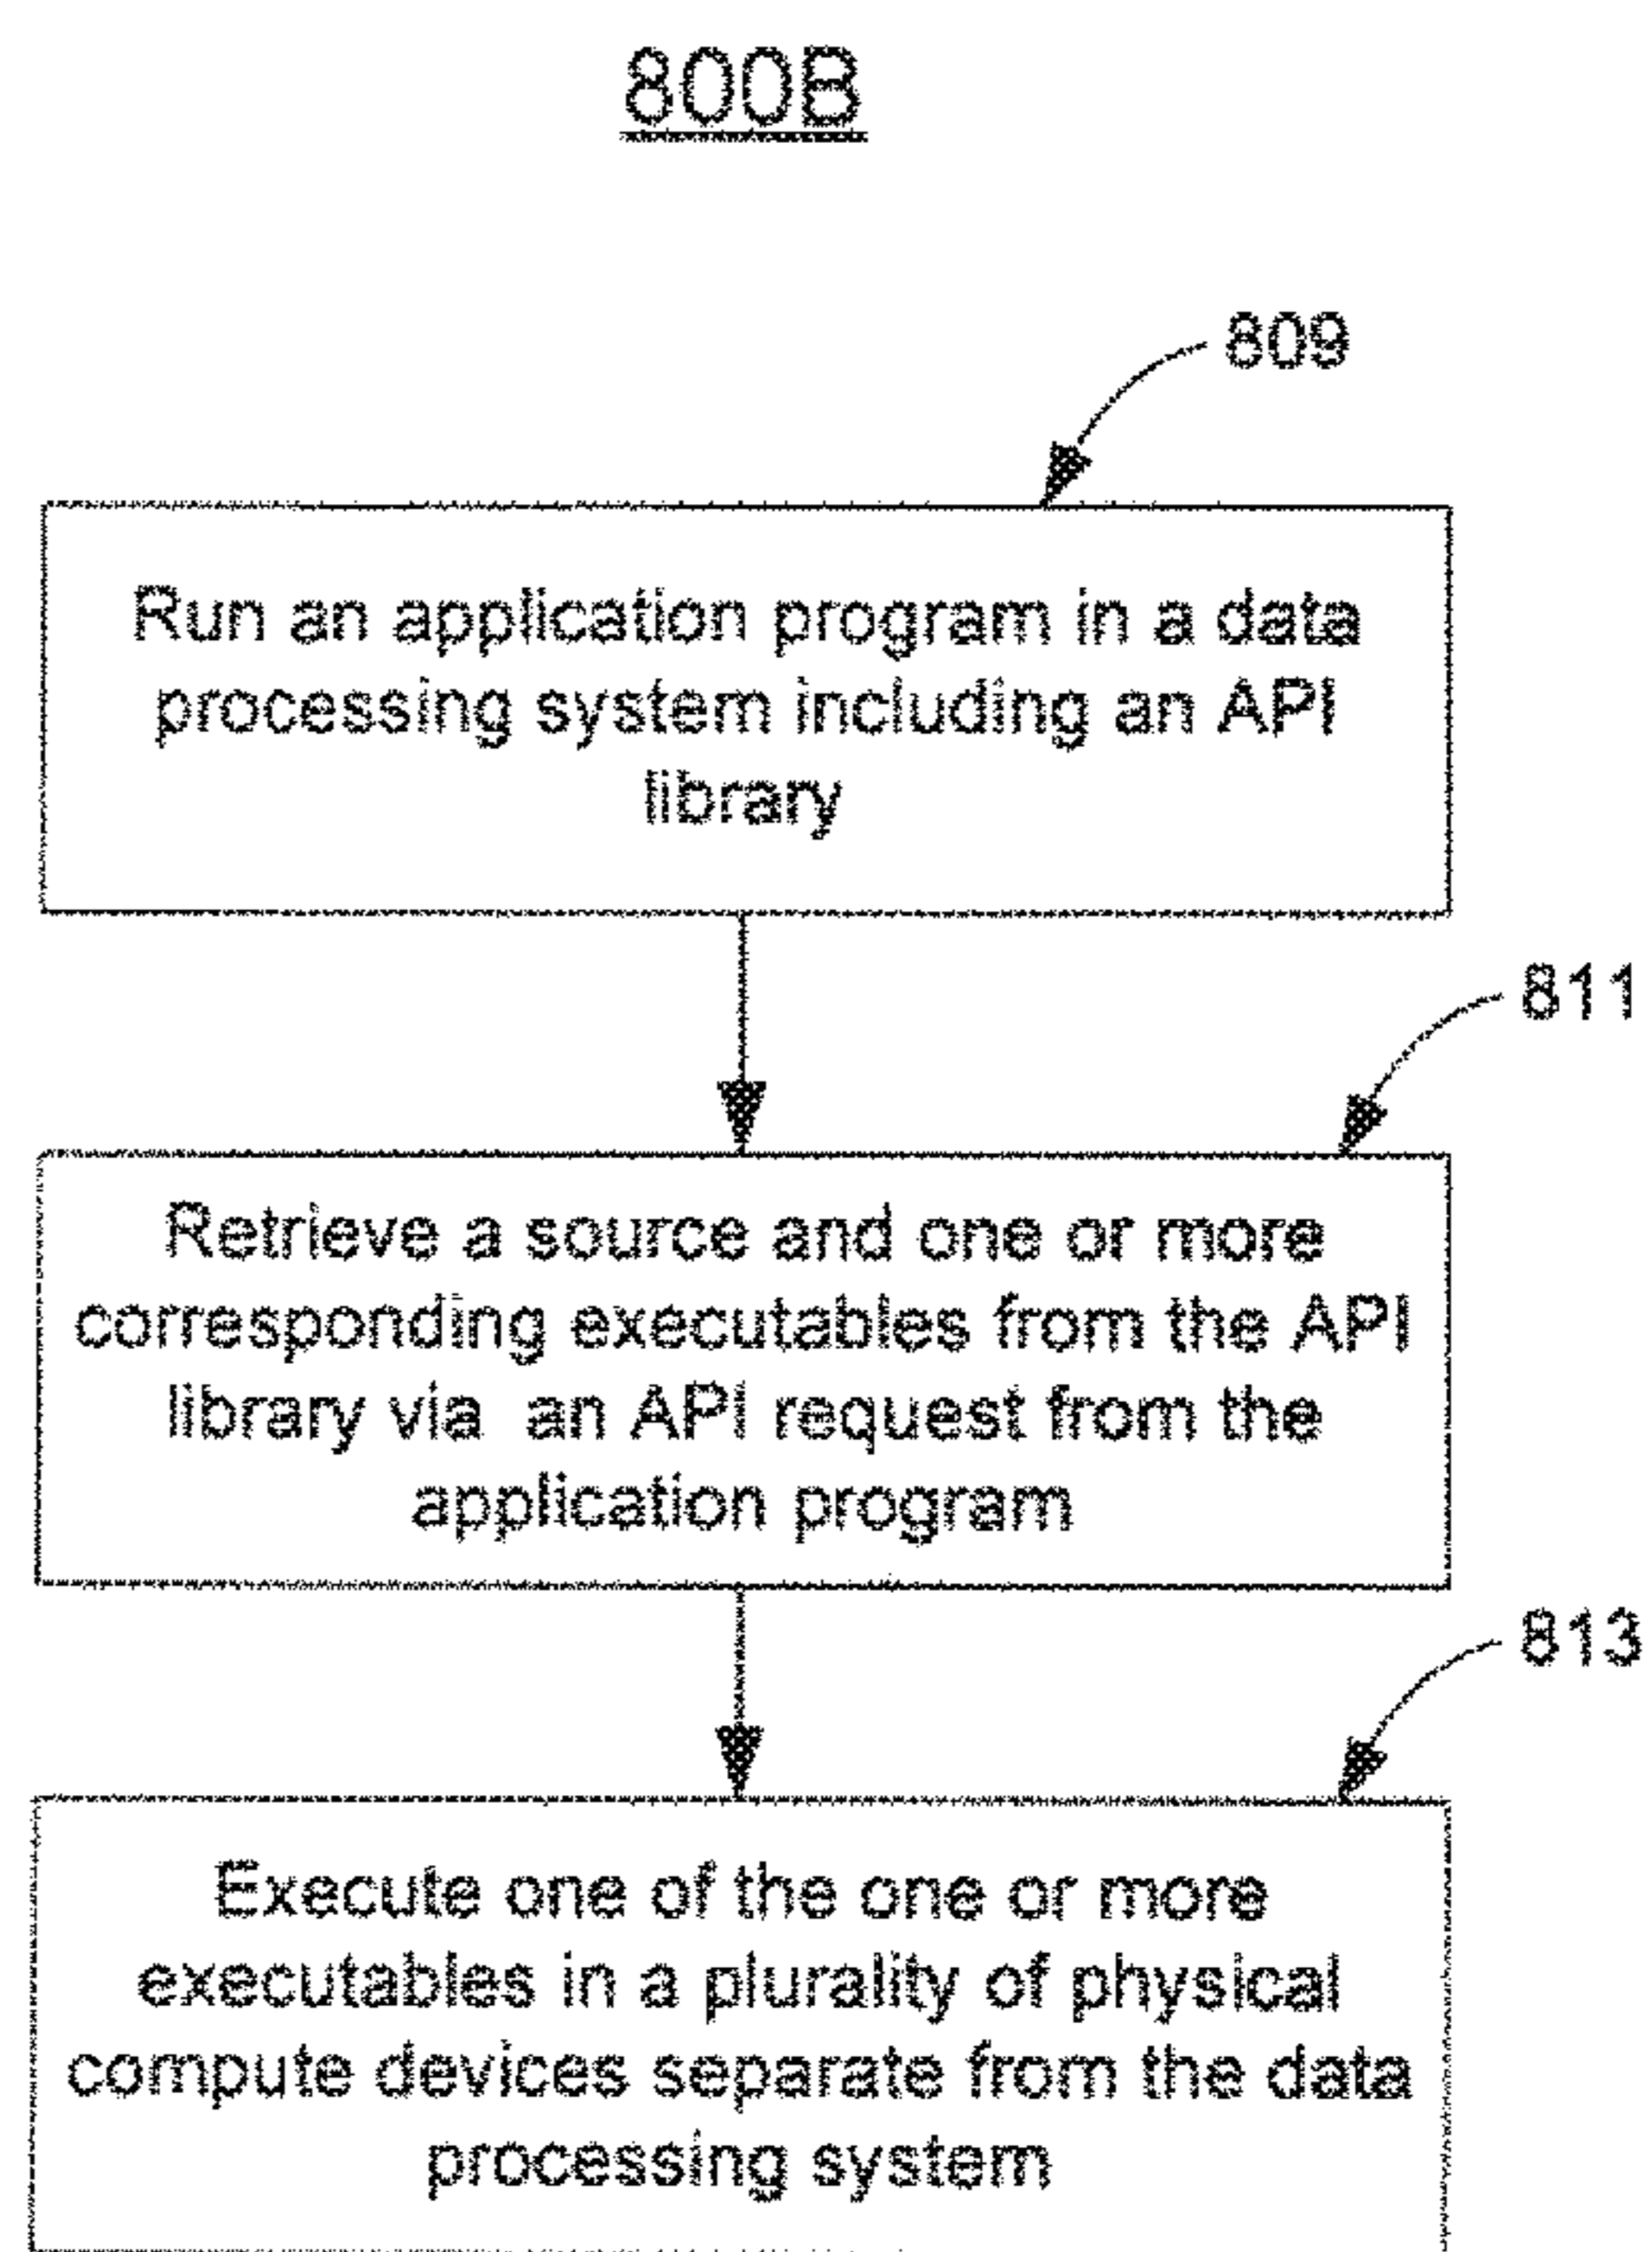 800B
809
Run an application program in a data
processing system including an API
library
811
Retrieve a source and one or more
corresponding executables from the API
library via an API request from the
application program
813
Execute one of the one or more
executables in a plurality of physical
compute devices separate from the data
processing system